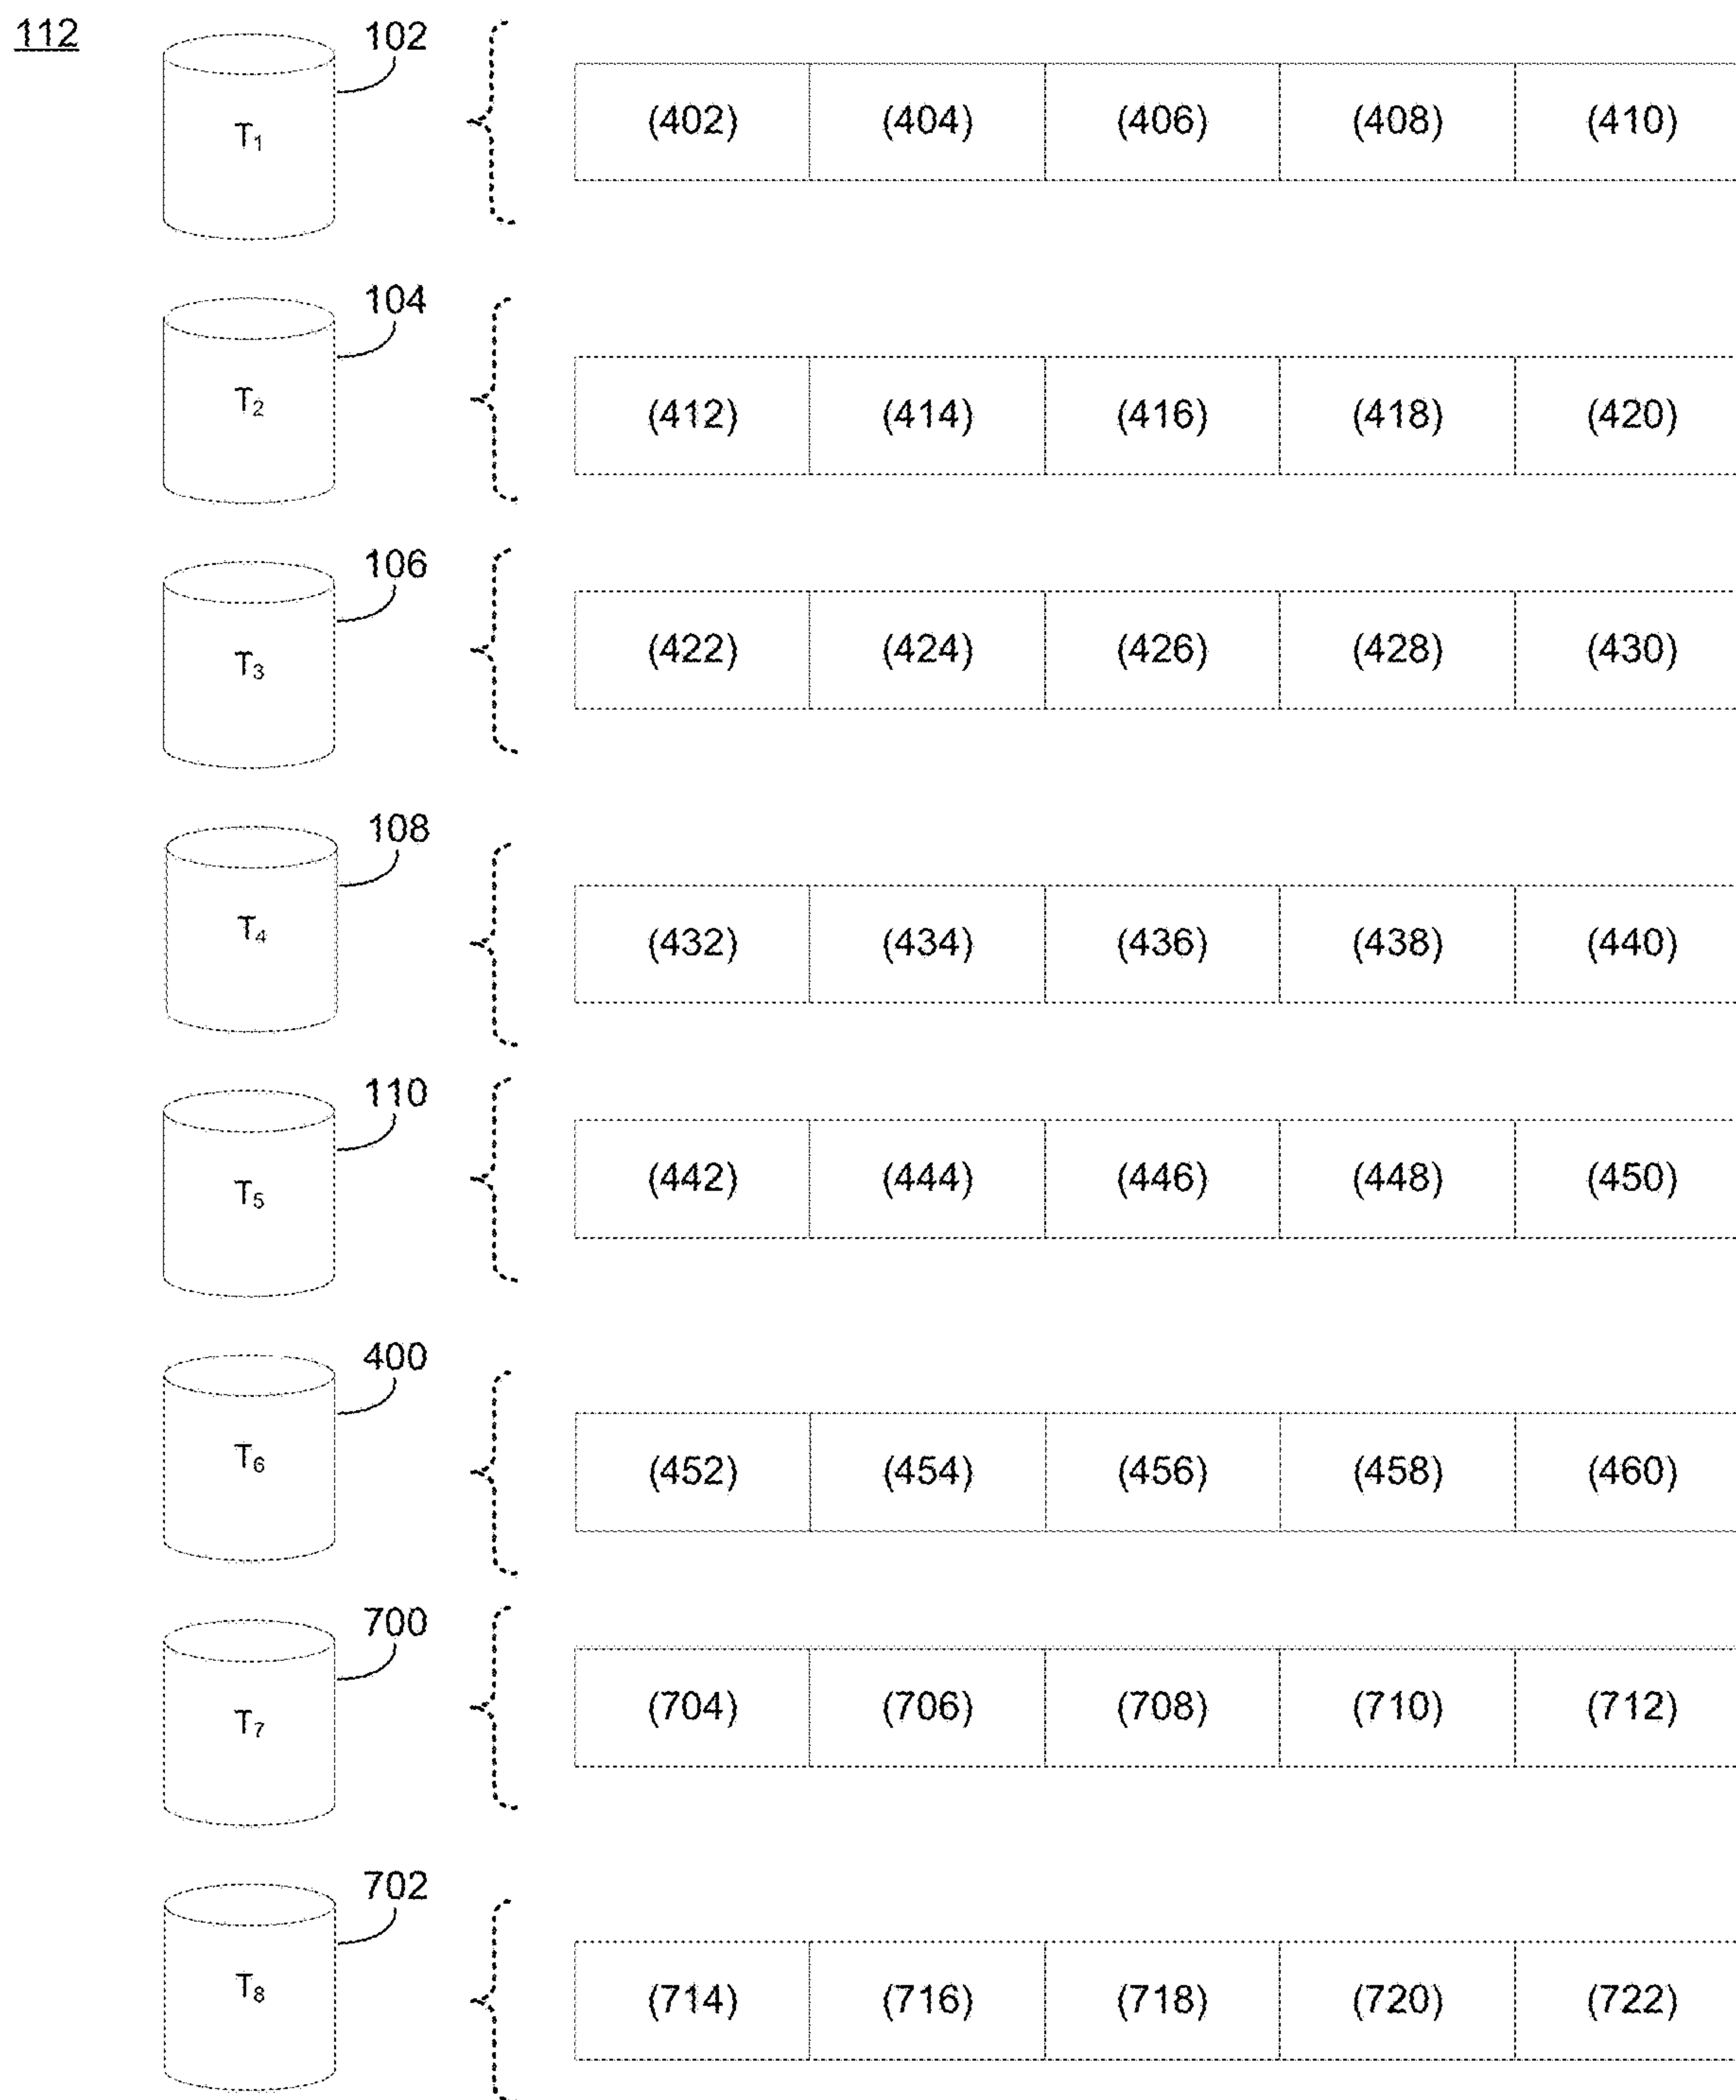 112
102
T₁
(402) (404) (406) (408) (410)
104
T₂
(412) (414) (416) (418) (420)
106
T₃
(422) (424) (426) (428) (430)
108
T₄
(432) (434) (436) (438) (440)
110
T₅
(442) (444) (446) (448) (450)
400
T₆
(452) (454) (456) (458) (460)
700
T₇
(704) (706) (708) (710) (712)
702
T₈
(714) (716) (718) (720) (722)